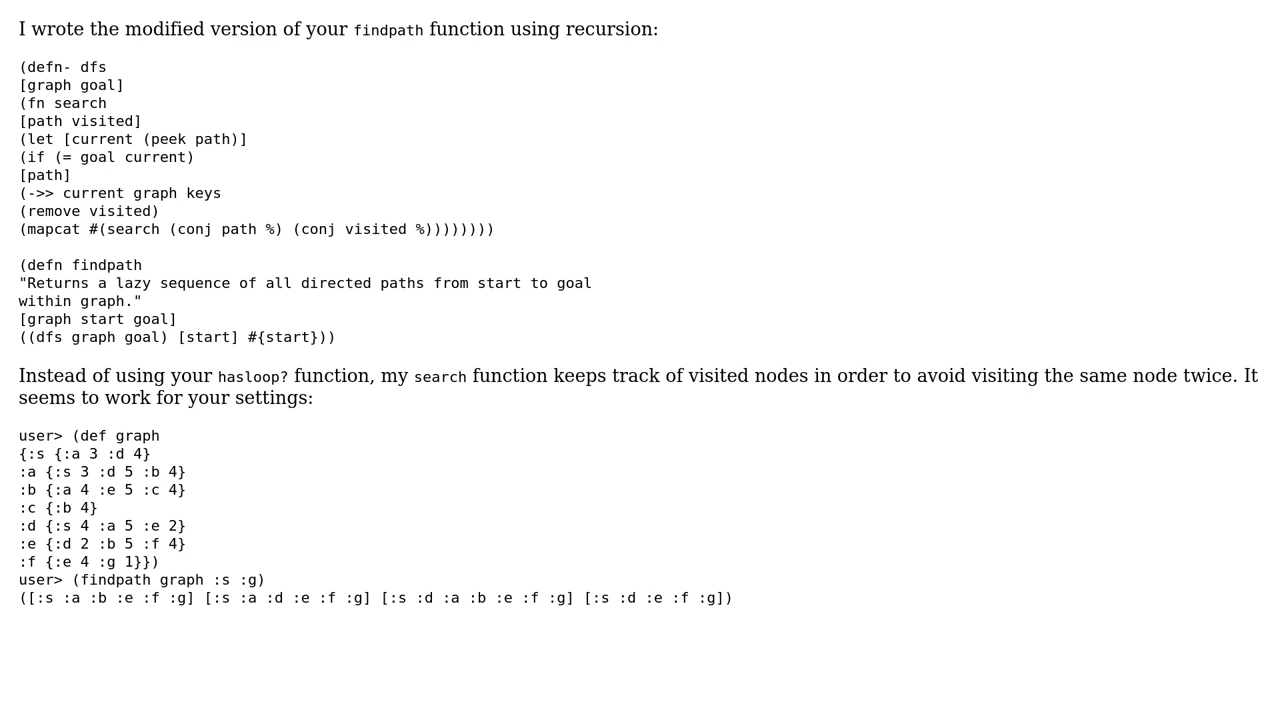 I wrote the modified version of your findpath function using recursion:
(defn- dfs
[graph goal]
(fn search
[path visited]
(let [current (peek path)]
(if (= goal current)
[path]
(->> current graph keys
(remove visited)
(mapcat #(search (conj path %) (conj visited %))))))))
(defn findpath
"Returns a lazy sequence of all directed paths from start to goal
within graph."
[graph start goal]
((dfs graph goal) [start] #{start}))
Instead of using your hasloop? function, my search function keeps track of visited nodes in order to avoid visiting the same node twice. It
seems to work for your settings:
user> (def graph
{:s {:a 3 :d 4}
:a {:s 3 :d 5 :b 4}
:b {:a 4 :e 5 :c 4}
:c {:b 4}
:d {:s 4 :a 5 :e 2}
:e {:d 2 :b 5 :f 4}
:f {:e 4 :g 1}})
user> (findpath graph :s :g)
([:s :a :b :e :f :g] [:s :a :d :e :f :g] [:s :d :a :b :e :f :g] [:s :d :e :f :g])